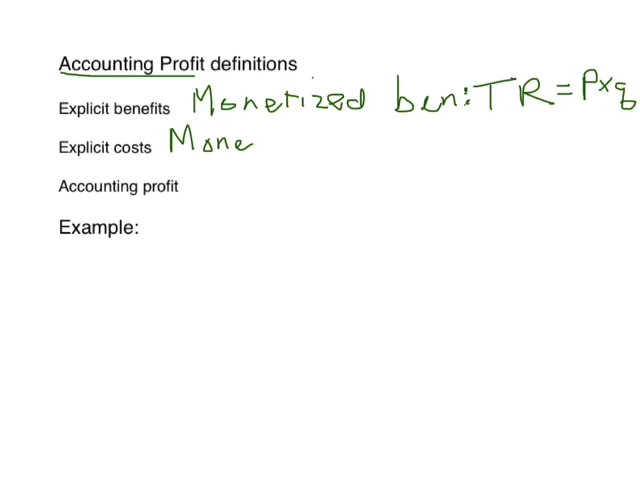 Accounting Profit definitions
Explicit benefits Monetized ben: TR = P×q
Explicit costs Mone
Accounting profit
Example: